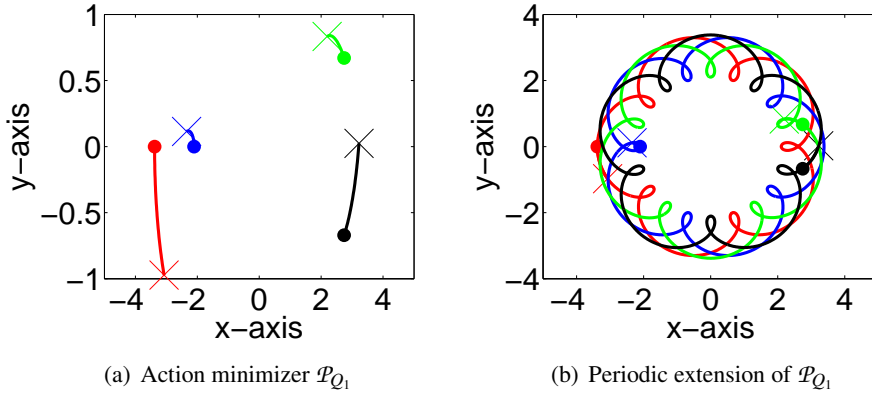 1
0.5
0
−0.5
−1
y−axis
−4 −2 0 2 4
x−axis
(a) Action minimizer 𝒫_{Q_1}
4
2
0
−2
−4
y−axis
−4 −2 0 2 4
x−axis
(b) Periodic extension of 𝒫_{Q_1}